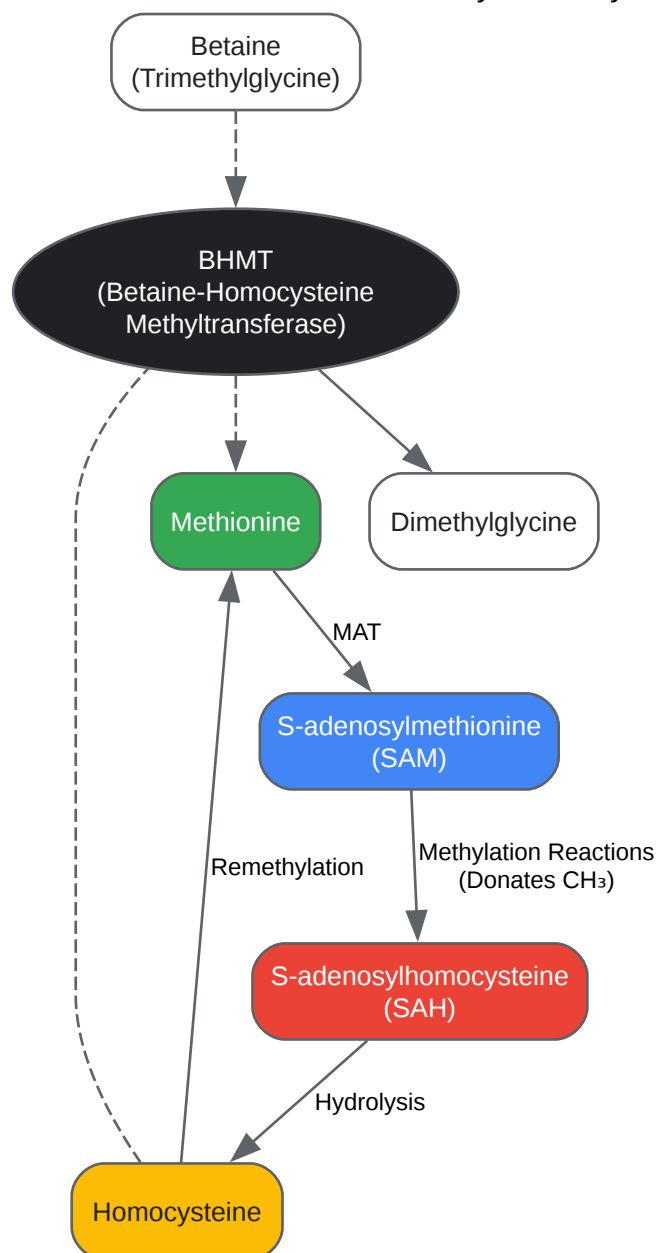 Betaine
(Trimethylglycine)
BHMT
(Betaine-Homocysteine
Methyltransferase)
Methionine
Dimethylglycine
MAT
S-adenosylmethionine
(SAM)
Remethylation
Methylation Reactions
(Donates CH₃)
S-adenosylhomocysteine
(SAH)
Hydrolysis
Homocysteine